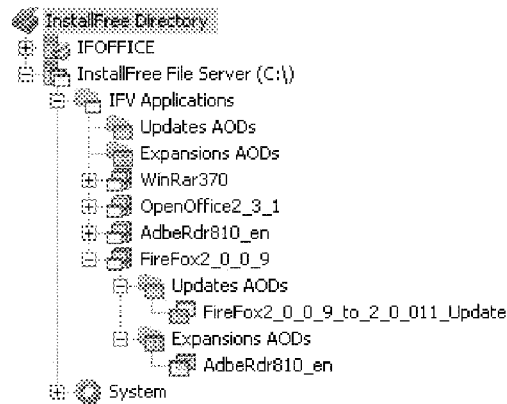 InstallFree Directory
IFOFFICE
InstallFree File Server (C:\)
IFV Applications
Updates AODs
Expansions AODs
WinRar370
OpenOffice2_3_1
AdbeRdr810_en
FireFox2_0_0_9
Updates AODs
FireFox2_0_0_9_to_2_0_011_Update
Expansions AODs
AdbeRdr810_en
System